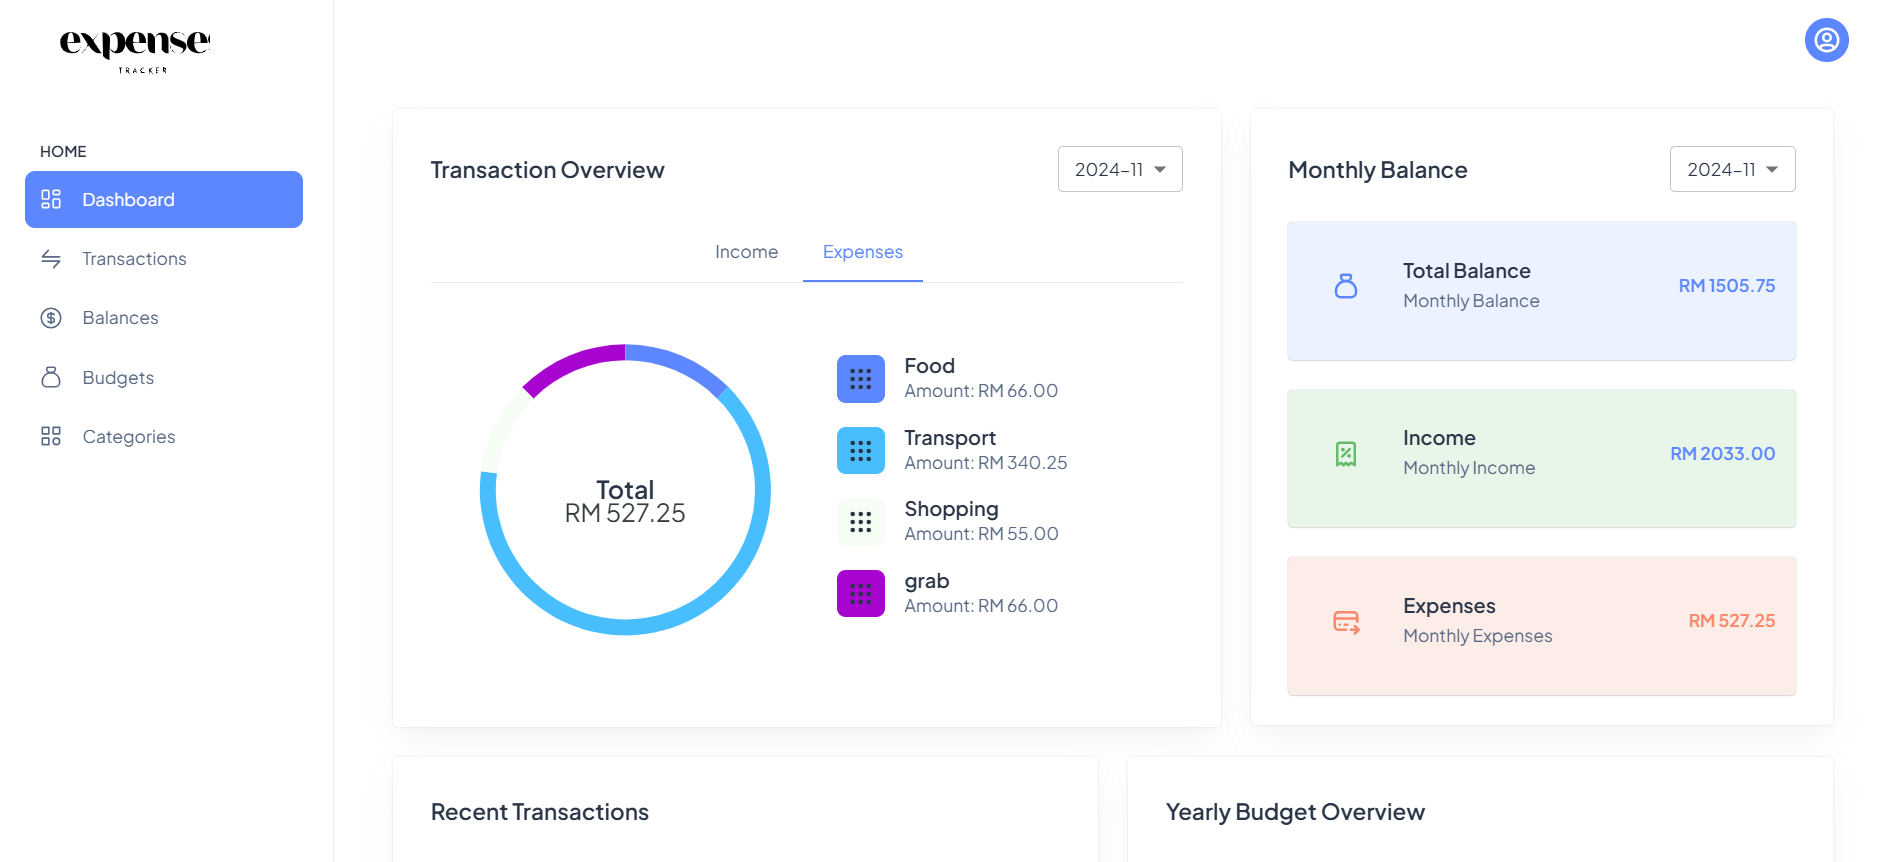 expense
TRACKER
HOME
Dashboard
Transactions
Balances
Budgets
Categories
Transaction Overview
2024-11
Income
Expenses
Total
RM 527.25
Food
Amount: RM 66.00
Transport
Amount: RM 340.25
Shopping
Amount: RM 55.00
grab
Amount: RM 66.00
Monthly Balance
2024-11
Total Balance
Monthly Balance
RM 1505.75
Income
Monthly Income
RM 2033.00
Expenses
Monthly Expenses
RM 527.25
Recent Transactions
Yearly Budget Overview